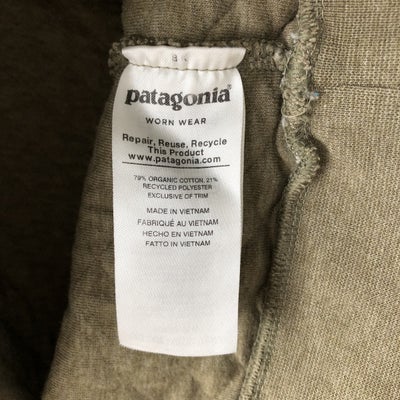 patagonia®
WORN WEAR
Repair, Reuse, Recycle
This Product
www.patagonia.com
79% ORGANIC COTTON, 21%
RECYCLED POLYESTER
EXCLUSIVE OF TRIM
MADE IN VIETNAM
FABRIQUÉ AU VIETNAM
HECHO EN VIETNAM
FATTO IN VIETNAM